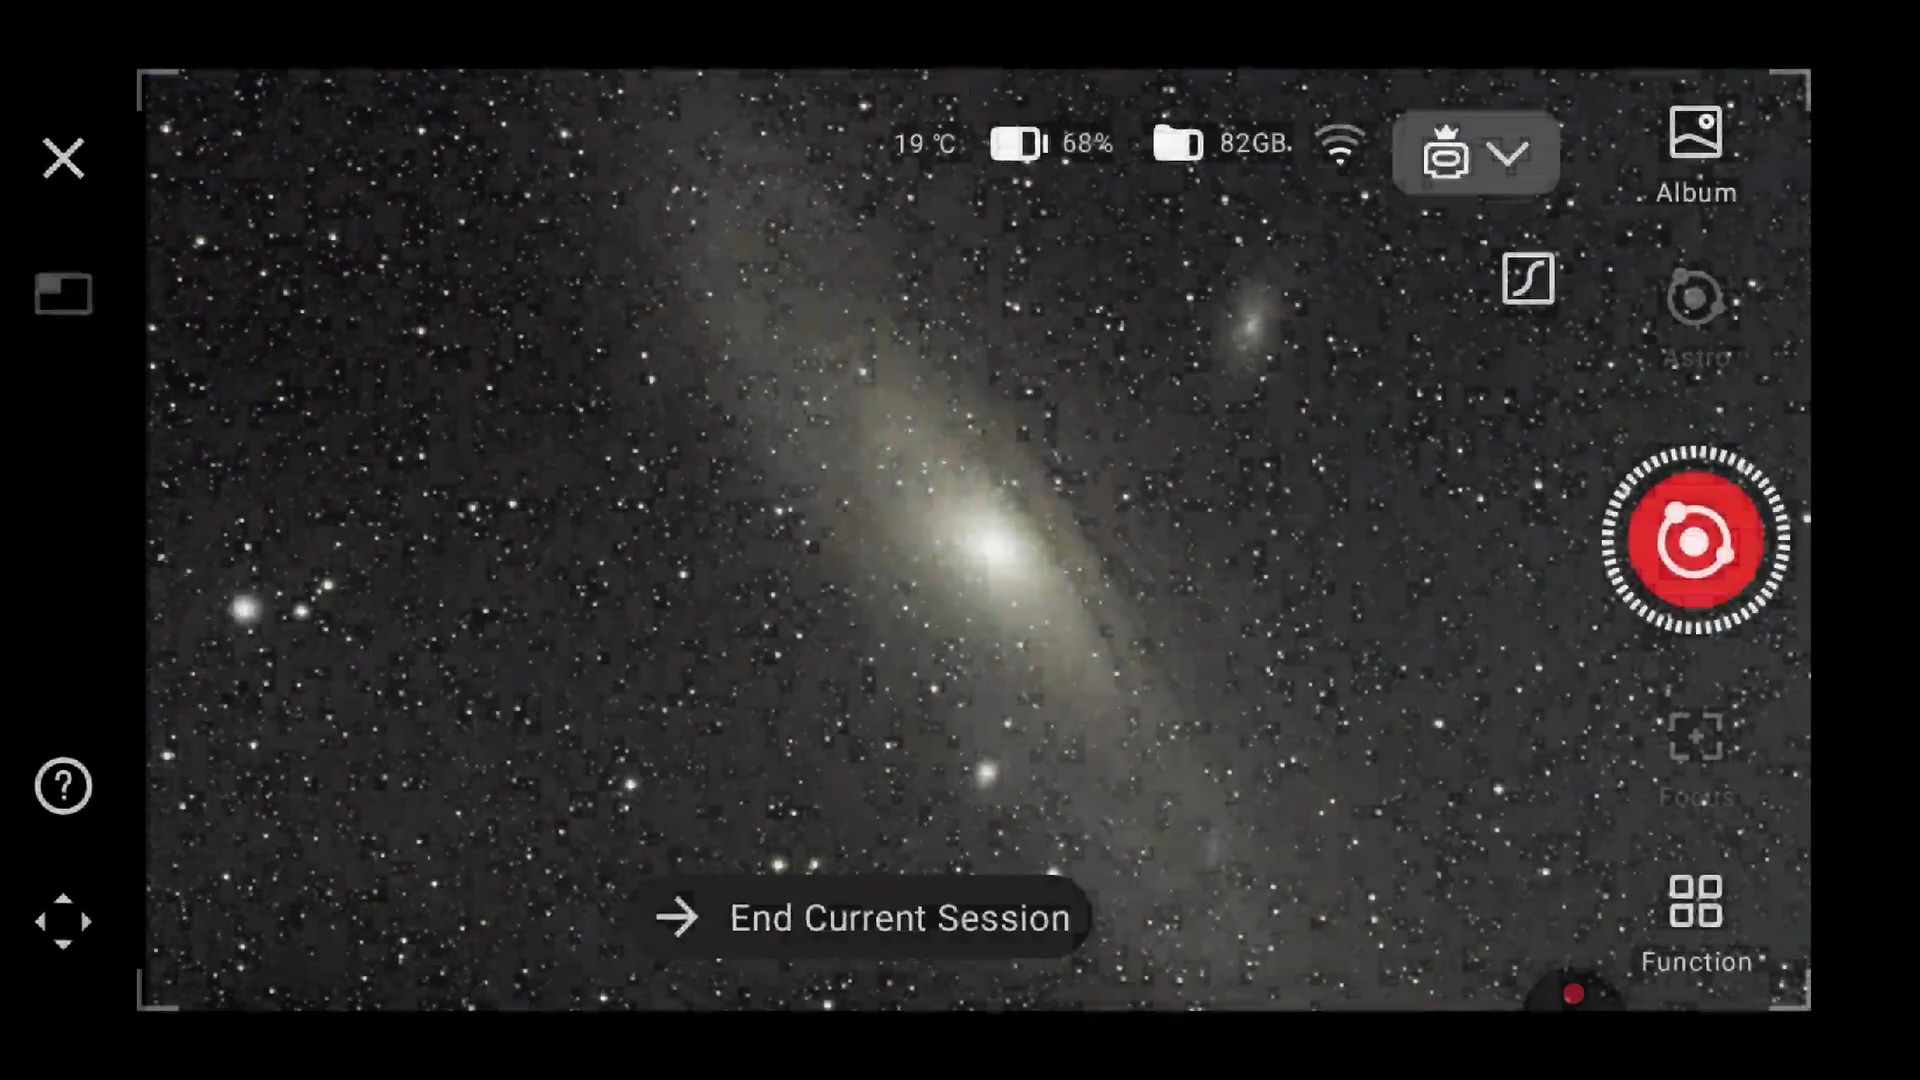 19 °C 68% 82GB
Album
Astro
Focus
End Current Session
Function